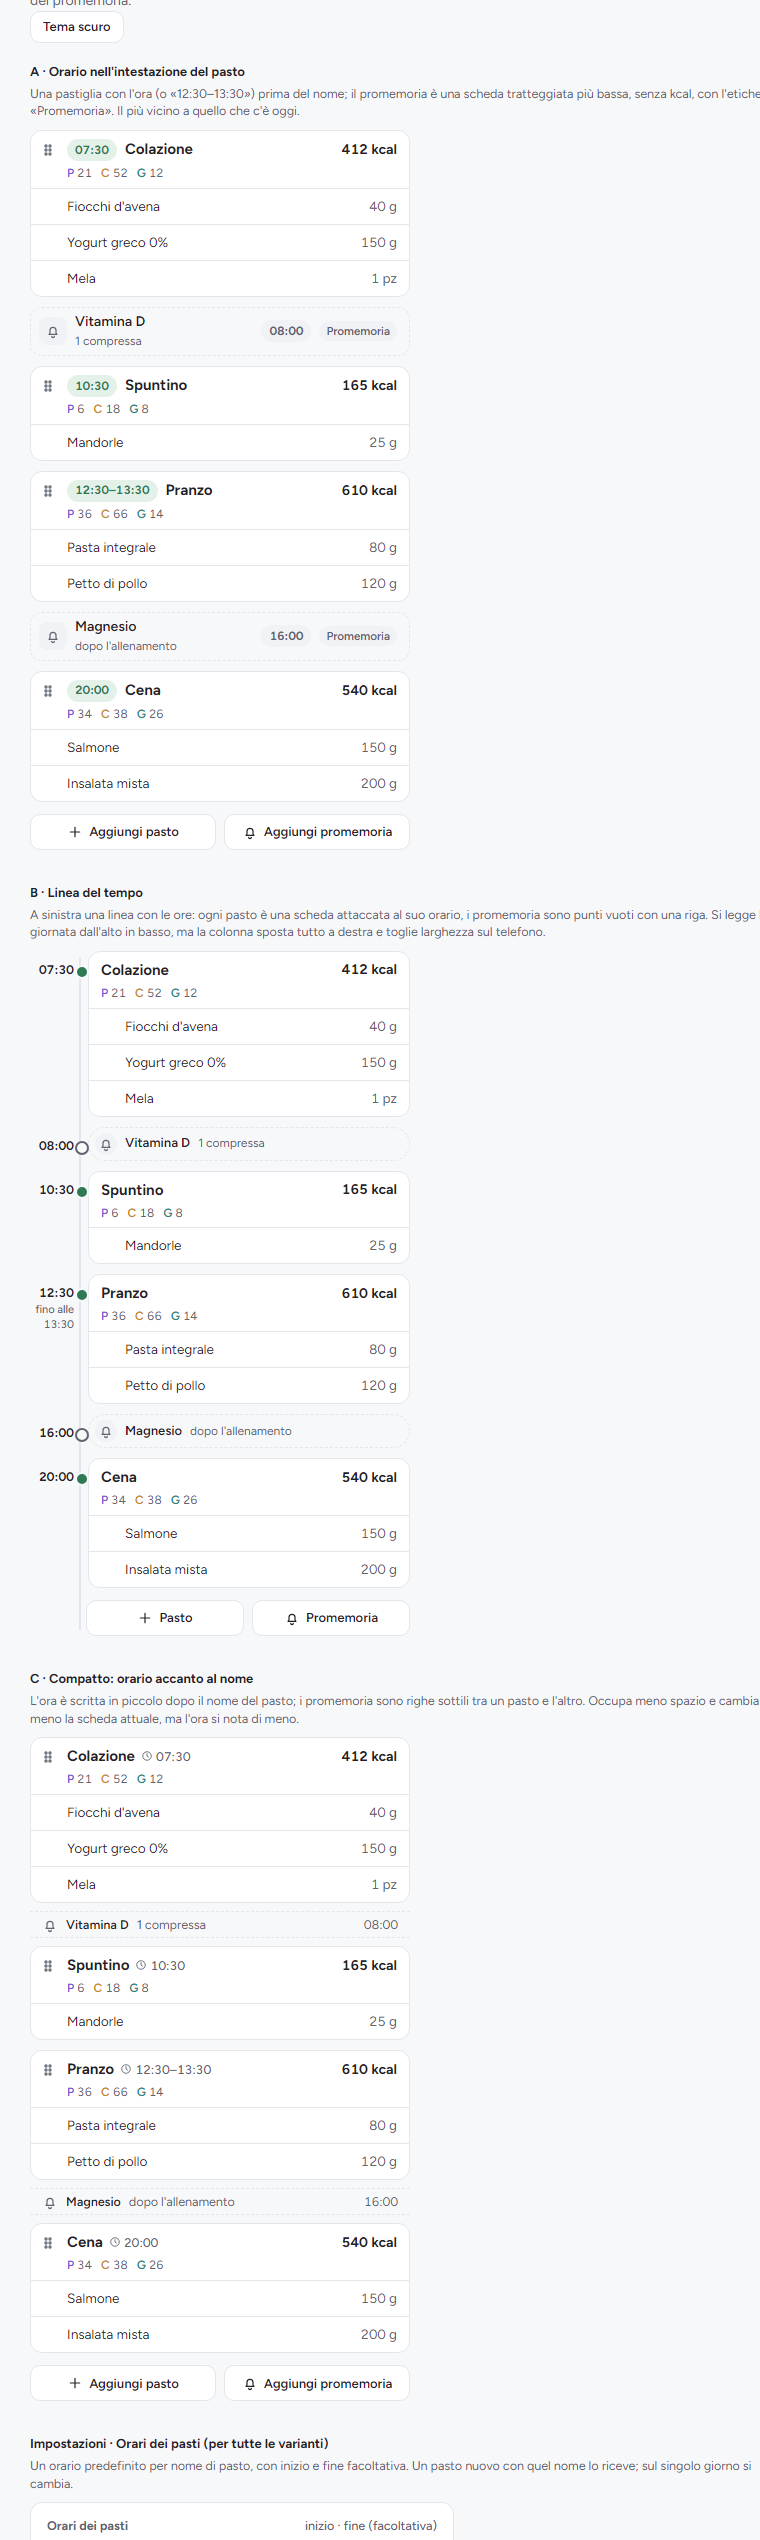 del promemoria.
Tema scuro
A · Orario nell'intestazione del pasto
Una pastiglia con l'ora (o «12:30–13:30») prima del nome; il promemoria è una scheda tratteggiata più bassa, senza kcal, con l'etiche
«Promemoria». Il più vicino a quello che c'è oggi.
07:30 Colazione 412 kcal
P 21 C 52 G 12
Fiocchi d'avena 40 g
Yogurt greco 0% 150 g
Mela 1 pz
Vitamina D
1 compressa
08:00 Promemoria
10:30 Spuntino 165 kcal
P 6 C 18 G 8
Mandorle 25 g
12:30–13:30 Pranzo 610 kcal
P 36 C 66 G 14
Pasta integrale 80 g
Petto di pollo 120 g
Magnesio
dopo l'allenamento
16:00 Promemoria
20:00 Cena 540 kcal
P 34 C 38 G 26
Salmone 150 g
Insalata mista 200 g
+ Aggiungi pasto Aggiungi promemoria
B · Linea del tempo
A sinistra una linea con le ore: ogni pasto è una scheda attaccata al suo orario, i promemoria sono punti vuoti con una riga. Si legge
giornata dall'alto in basso, ma la colonna sposta tutto a destra e toglie larghezza sul telefono.
07:30 Colazione 412 kcal
P 21 C 52 G 12
Fiocchi d'avena 40 g
Yogurt greco 0% 150 g
Mela 1 pz
08:00 Vitamina D 1 compressa
10:30 Spuntino 165 kcal
P 6 C 18 G 8
Mandorle 25 g
12:30 Pranzo 610 kcal
fino alle
13:30
P 36 C 66 G 14
Pasta integrale 80 g
Petto di pollo 120 g
16:00 Magnesio dopo l'allenamento
20:00 Cena 540 kcal
P 34 C 38 G 26
Salmone 150 g
Insalata mista 200 g
+ Pasto Promemoria
C · Compatto: orario accanto al nome
L'ora è scritta in piccolo dopo il nome del pasto; i promemoria sono righe sottili tra un pasto e l'altro. Occupa meno spazio e cambia
meno la scheda attuale, ma l'ora si nota di meno.
Colazione 07:30 412 kcal
P 21 C 52 G 12
Fiocchi d'avena 40 g
Yogurt greco 0% 150 g
Mela 1 pz
Vitamina D 1 compressa 08:00
Spuntino 10:30 165 kcal
P 6 C 18 G 8
Mandorle 25 g
Pranzo 12:30–13:30 610 kcal
P 36 C 66 G 14
Pasta integrale 80 g
Petto di pollo 120 g
Magnesio dopo l'allenamento 16:00
Cena 20:00 540 kcal
P 34 C 38 G 26
Salmone 150 g
Insalata mista 200 g
+ Aggiungi pasto Aggiungi promemoria
Impostazioni · Orari dei pasti (per tutte le varianti)
Un orario predefinito per nome di pasto, con inizio e fine facoltativa. Un pasto nuovo con quel nome lo riceve; sul singolo giorno si
cambia.
Orari dei pasti inizio · fine (facoltativa)